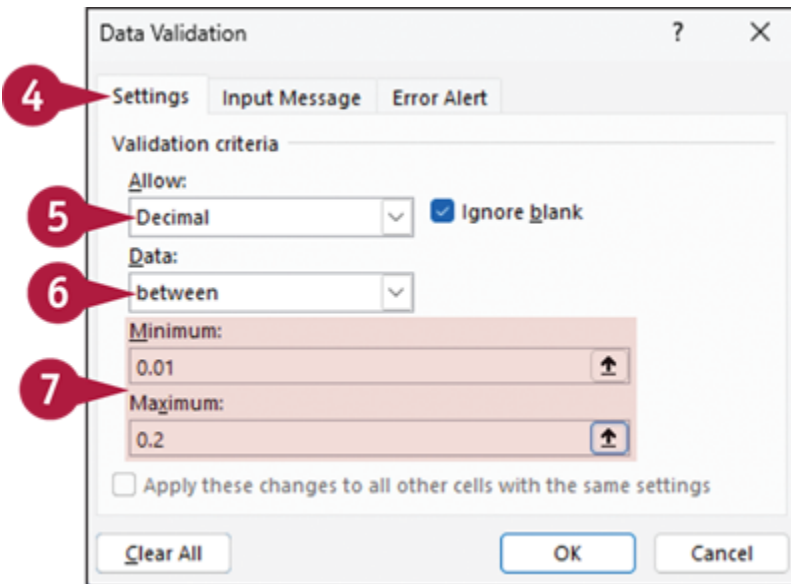 Data Validation ?
4
Settings Input Message Error Alert
Validation criteria
Allow:
5
Decimal Ignore blank
Data:
6
between
Minimum:
0.01
7
Maximum:
0.2
Apply these changes to all other cells with the same settings
Clear All OK Cancel